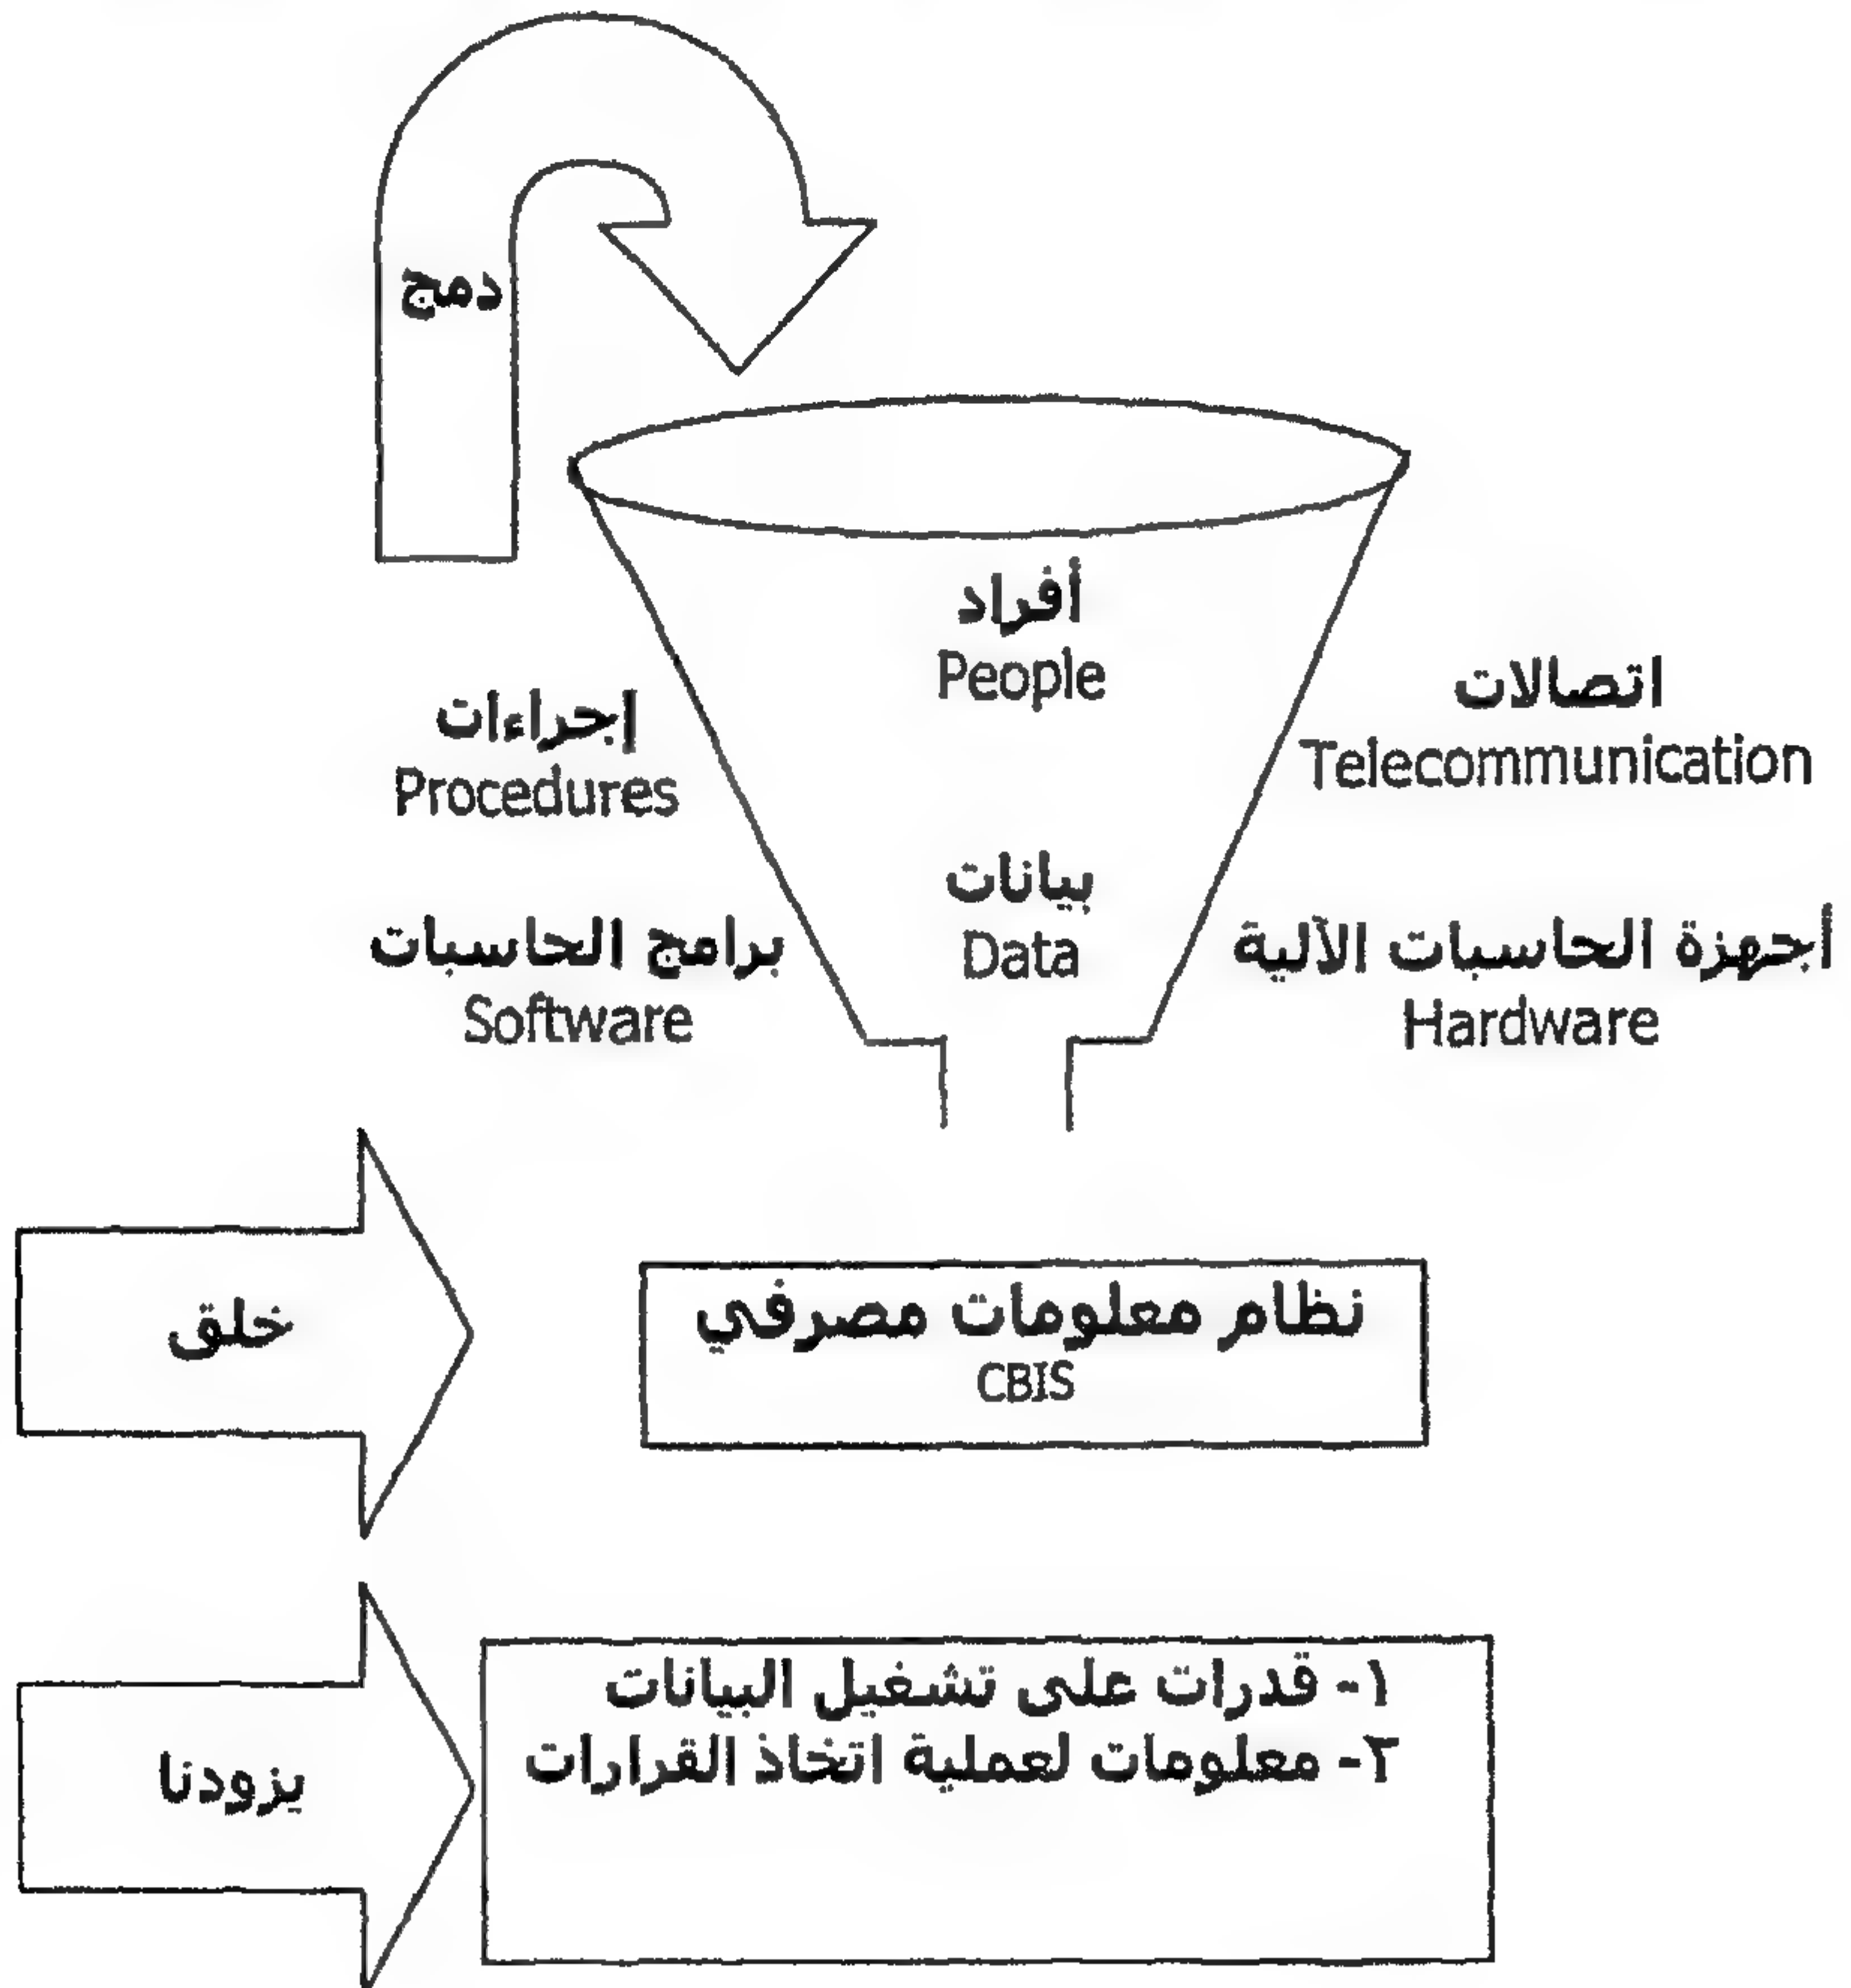 دمج
أفراد
People
اتصالات
Telecommunication
إجراءات
Procedures
بيانات
Data
أجهزة الحاسبات الآلية
Hardware
برامج الحاسبات
Software
خلق
نظام معلومات مصرفي
CBIS
يزودنا
١- قدرات على تشغيل البيانات
٢- معلومات لعملية اتخاذ القرارات